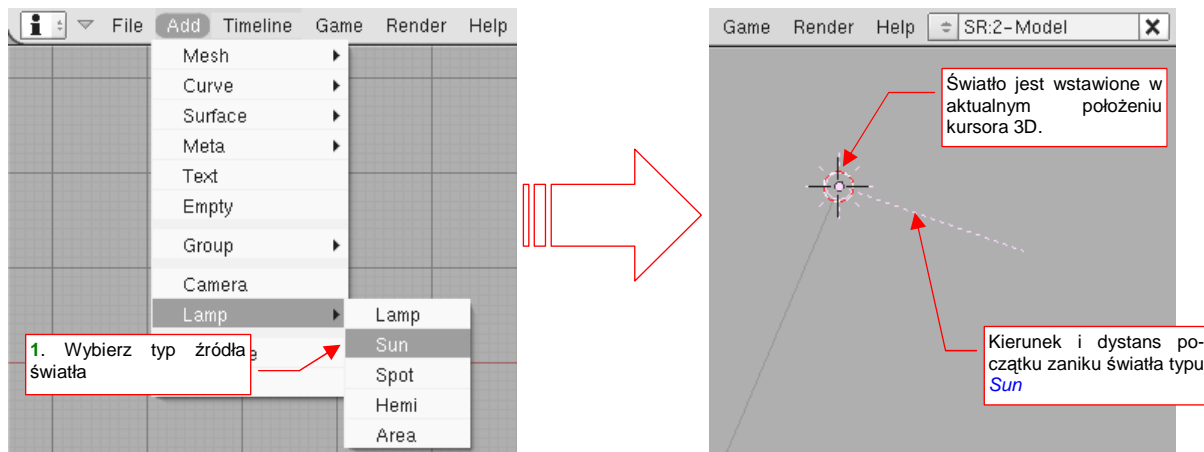 File Add Timeline Game Render Help
Mesh
Curve
Surface
Meta
Text
Empty
Group
Camera
Lamp
Lamp
Sun
Spot
Hemi
Area
1. Wybierz typ źródła
światła
Game Render Help SR:2-Model
Światło jest wstawione w
aktualnym położeniu
kursora 3D.
Kierunek i dystans po-
czątku zaniku światła typu
Sun